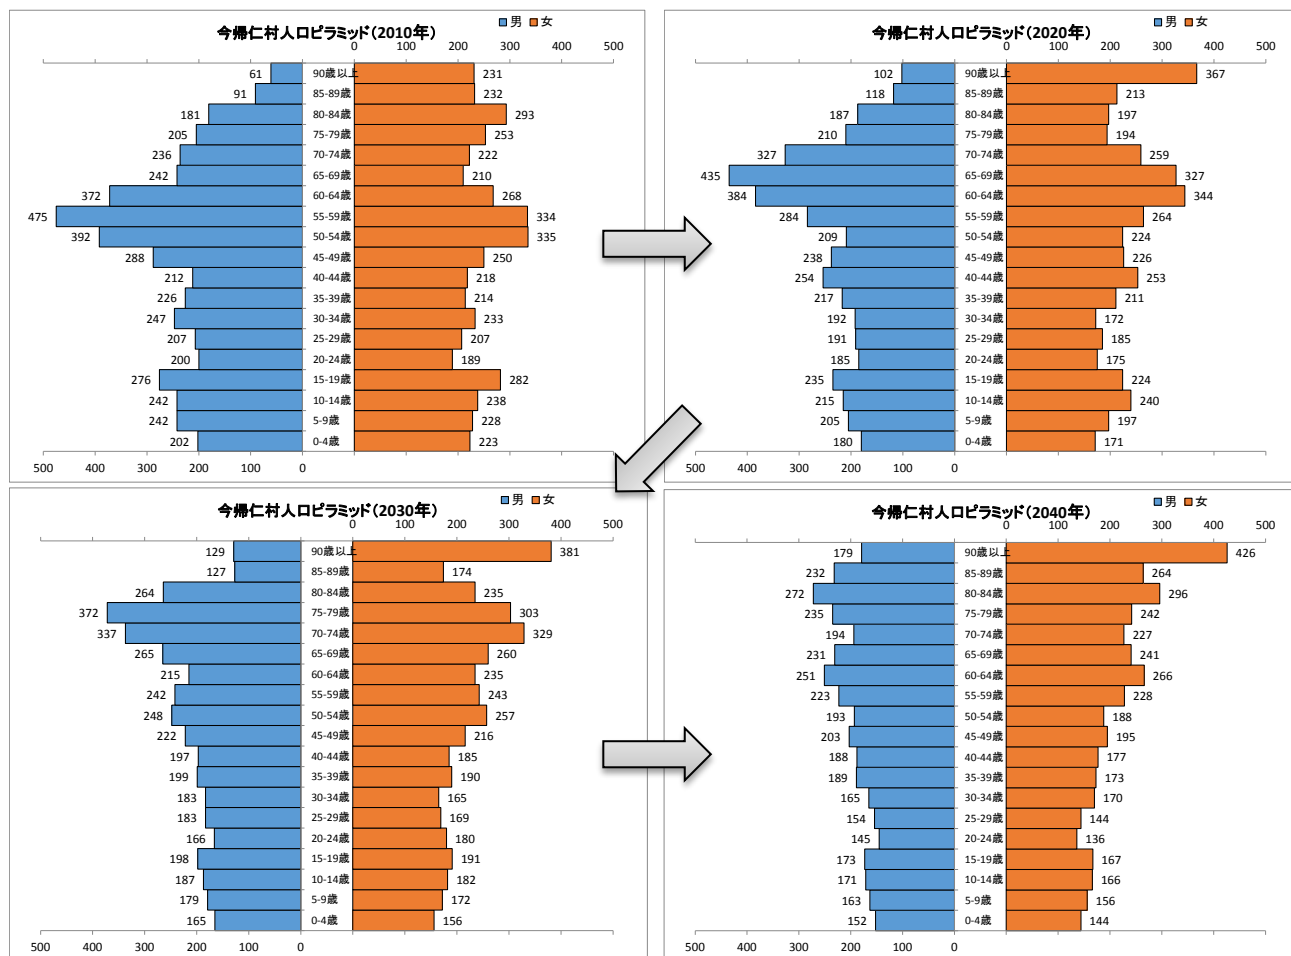 今帰仁村人口ピラミッド(2010年)
男 女
0 100 200 300 400 500
61 90歳以上 231
91 85-89歳 232
181 80-84歳 293
205 75-79歳 253
236 70-74歳 222
242 65-69歳 210
372 60-64歳 268
475 55-59歳 334
392 50-54歳 335
288 45-49歳 250
212 40-44歳 218
226 35-39歳 214
247 30-34歳 233
207 25-29歳 207
200 20-24歳 189
276 15-19歳 282
242 10-14歳 238
242 5-9歳 228
202 0-4歳 223
500 400 300 200 100 0
今帰仁村人口ピラミッド(2020年)
男 女
0 100 200 300 400 500
102 90歳以上 367
118 85-89歳 213
187 80-84歳 197
210 75-79歳 194
327 70-74歳 259
435 65-69歳 327
384 60-64歳 344
284 55-59歳 264
209 50-54歳 224
238 45-49歳 226
254 40-44歳 253
217 35-39歳 211
192 30-34歳 172
191 25-29歳 185
185 20-24歳 175
235 15-19歳 224
215 10-14歳 240
205 5-9歳 197
180 0-4歳 171
500 400 300 200 100 0
今帰仁村人口ピラミッド(2030年)
男 女
0 100 200 300 400 500
129 90歳以上 381
127 85-89歳 174
264 80-84歳 235
372 75-79歳 303
337 70-74歳 329
265 65-69歳 260
215 60-64歳 235
242 55-59歳 243
248 50-54歳 257
222 45-49歳 216
197 40-44歳 185
199 35-39歳 190
183 30-34歳 165
183 25-29歳 169
166 20-24歳 180
198 15-19歳 191
187 10-14歳 182
179 5-9歳 172
165 0-4歳 156
500 400 300 200 100 0
今帰仁村人口ピラミッド(2040年)
男 女
0 100 200 300 400 500
179 90歳以上 426
232 85-89歳 264
272 80-84歳 296
235 75-79歳 242
194 70-74歳 227
231 65-69歳 241
251 60-64歳 266
223 55-59歳 228
193 50-54歳 188
203 45-49歳 195
188 40-44歳 177
189 35-39歳 173
165 30-34歳 170
154 25-29歳 144
145 20-24歳 136
173 15-19歳 167
171 10-14歳 166
163 5-9歳 156
152 0-4歳 144
500 400 300 200 100 0